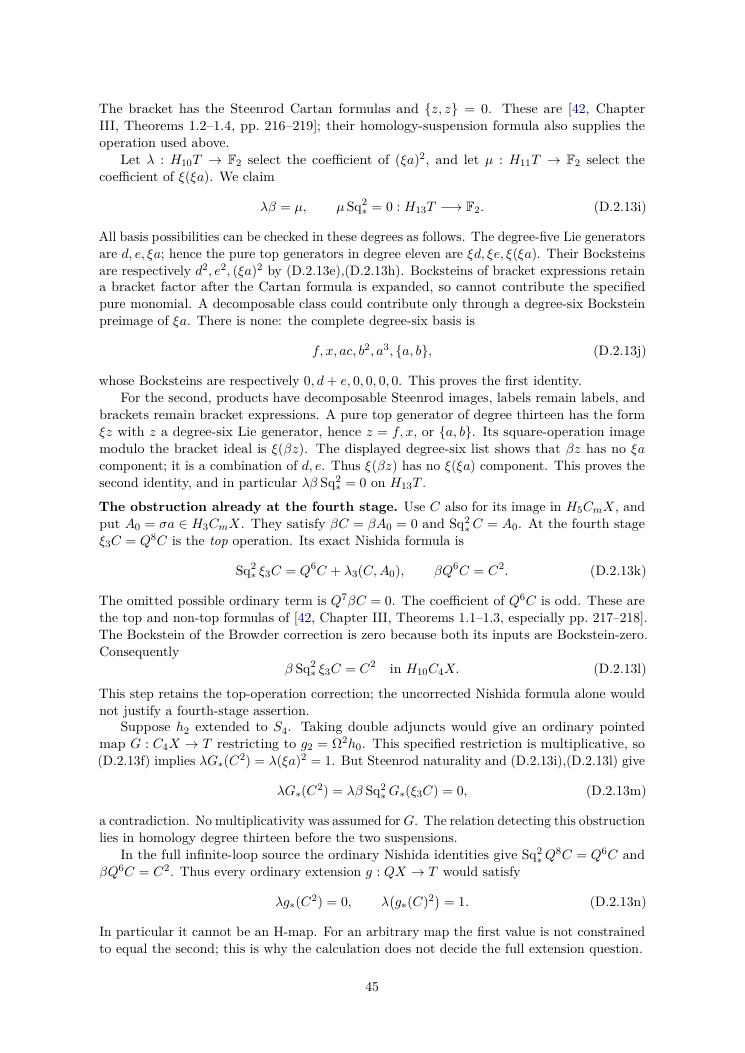 The bracket has the Steenrod Cartan formulas and {z, z} = 0. These are [42, Chapter
III, Theorems 1.2–1.4, pp. 216–219]; their homology-suspension formula also supplies the
operation used above.
Let λ : H₁₀T → 𝔽₂ select the coefficient of (ξa)², and let μ : H₁₁T → 𝔽₂ select the
coefficient of ξ(ξa). We claim
λβ = μ, μ Sq²∗ = 0 : H₁₃T ⟶ 𝔽₂. (D.2.13i)
All basis possibilities can be checked in these degrees as follows. The degree-five Lie generators
are d, e, ξa; hence the pure top generators in degree eleven are ξd, ξe, ξ(ξa). Their Bocksteins
are respectively d², e², (ξa)² by (D.2.13e),(D.2.13h). Bocksteins of bracket expressions retain
a bracket factor after the Cartan formula is expanded, so cannot contribute the specified
pure monomial. A decomposable class could contribute only through a degree-six Bockstein
preimage of ξa. There is none: the complete degree-six basis is
f, x, ac, b², a³, {a, b}, (D.2.13j)
whose Bocksteins are respectively 0, d + e, 0, 0, 0, 0. This proves the first identity.
For the second, products have decomposable Steenrod images, labels remain labels, and
brackets remain bracket expressions. A pure top generator of degree thirteen has the form
ξz with z a degree-six Lie generator, hence z = f, x, or {a, b}. Its square-operation image
modulo the bracket ideal is ξ(βz). The displayed degree-six list shows that βz has no ξa
component; it is a combination of d, e. Thus ξ(βz) has no ξ(ξa) component. This proves the
second identity, and in particular λβ Sq²∗ = 0 on H₁₃T.
The obstruction already at the fourth stage. Use C also for its image in H₅CₘX, and
put A₀ = σa ∈ H₃CₘX. They satisfy βC = βA₀ = 0 and Sq²∗ C = A₀. At the fourth stage
ξ₃C = Q⁸C is the top operation. Its exact Nishida formula is
Sq²∗ ξ₃C = Q⁶C + λ₃(C, A₀), βQ⁶C = C². (D.2.13k)
The omitted possible ordinary term is Q⁷βC = 0. The coefficient of Q⁶C is odd. These are
the top and non-top formulas of [42, Chapter III, Theorems 1.1–1.3, especially pp. 217–218].
The Bockstein of the Browder correction is zero because both its inputs are Bockstein-zero.
Consequently
β Sq²∗ ξ₃C = C² in H₁₀C₄X. (D.2.13l)
This step retains the top-operation correction; the uncorrected Nishida formula alone would
not justify a fourth-stage assertion.
Suppose h₂ extended to S₄. Taking double adjuncts would give an ordinary pointed
map G : C₄X → T restricting to g₂ = Ω²h₀. This specified restriction is multiplicative, so
(D.2.13f) implies λG∗(C²) = λ(ξa)² = 1. But Steenrod naturality and (D.2.13i),(D.2.13l) give
λG∗(C²) = λβ Sq²∗ G∗(ξ₃C) = 0, (D.2.13m)
a contradiction. No multiplicativity was assumed for G. The relation detecting this obstruction
lies in homology degree thirteen before the two suspensions.
In the full infinite-loop source the ordinary Nishida identities give Sq²∗ Q⁸C = Q⁶C and
βQ⁶C = C². Thus every ordinary extension g : QX → T would satisfy
λg∗(C²) = 0, λ(g∗(C)²) = 1. (D.2.13n)
In particular it cannot be an H-map. For an arbitrary map the first value is not constrained
to equal the second; this is why the calculation does not decide the full extension question.
45